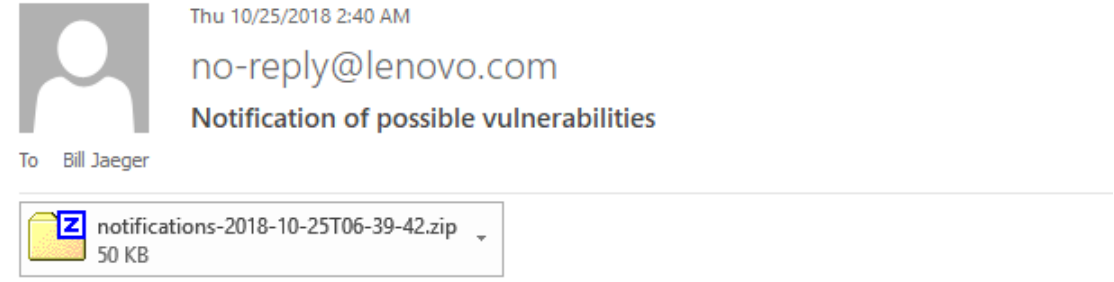 Thu 10/25/2018 2:40 AM
no-reply@lenovo.com
Notification of possible vulnerabilities
To Bill Jaeger
Z
notifications-2018-10-25T06-39-42.zip
50 KB